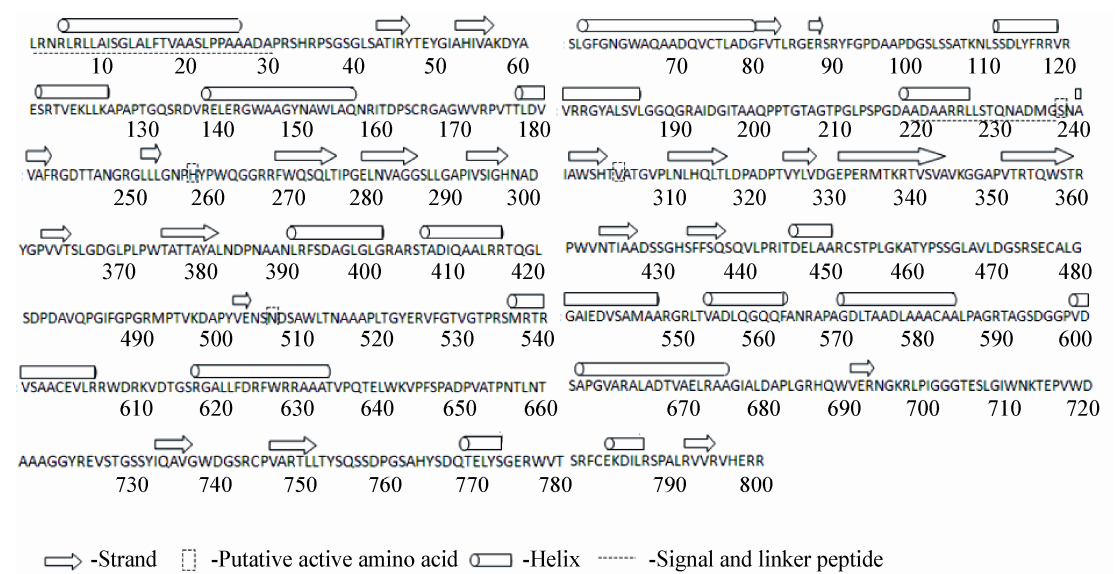 LRNRLRLLAISGLALFTVAASLPPAAADAPRSHRPSGSGLSATIRYTEYGIAHIVAKDYA
10 20 30 40 50 60
SLGFGNGWAQAADQVCTLADGFVTLRGERSRYFGPDAAPDGSLSSATKNLSSDLYFRRVR
70 80 90 100 110 120
ESRTVEKLLKAPAPTGQSRDVRELERGWAAGYNAWLAQNRITDPSCRGAGWVRPVTTLDV
130 140 150 160 170 180
VRRGYALSVLGGQGRAIDGITAAQPPTGTAGTPGLPSPGDAADAARRLLSTQNADMGSNA
190 200 210 220 230 240
VAFRGDTTANGRGLLLGNPHYPWQGGRRFWQSQLTIPGELNVAGGSLLGAPIVSIGHNAD
250 260 270 280 290 300
IAWSHTVATGVPLNLHQLTLDPADPTVYLVDGEPERMTKRTVSVAVKGGAPVTRTQWSTR
310 320 330 340 350 360
YGPVVTSLGDGLPLPWTATTAYALNDPNAANLRFSDAGLGLGRARSTADIQAALRRTQGL
370 380 390 400 410 420
PWVNTIAADSSGHSFFSQSQVLPRITDELAARCSTPLGKATYPSSGLAVLDGSRSECALG
430 440 450 460 470 480
SDPDAVQPGIFGPGRMPTVKDAPYVENSNDSAWLTNAAAPLTGYERVFGTVGTPRSMRTR
490 500 510 520 530 540
GAIEDVSAMAARGRLTVADLQGQQFANRAPAGDLTAADLAAACAALPAGRTAGSDGGPVD
550 560 570 580 590 600
VSAACEVLRRWDRKVDTGSRGALLFDRFWRRAAATVPQTELWKVPFSPADPVATPNTLNT
610 620 630 640 650 660
SAPGVARALADTVAELRAAGIALDAPLGRHQWVERNGKRLPIGGGTESLGIWNKTEPVWD
670 680 690 700 710 720
AAAGGYREVSTGSSYIQAVGWDGSRCPVARTLLTYSQSSDPGSAHYSDQTELYSGERWVT
730 740 750 760 770 780
SRFCEKDILRSPALRVVRVHERR
790 800
-Strand -Putative active amino acid -Helix -Signal and linker peptide